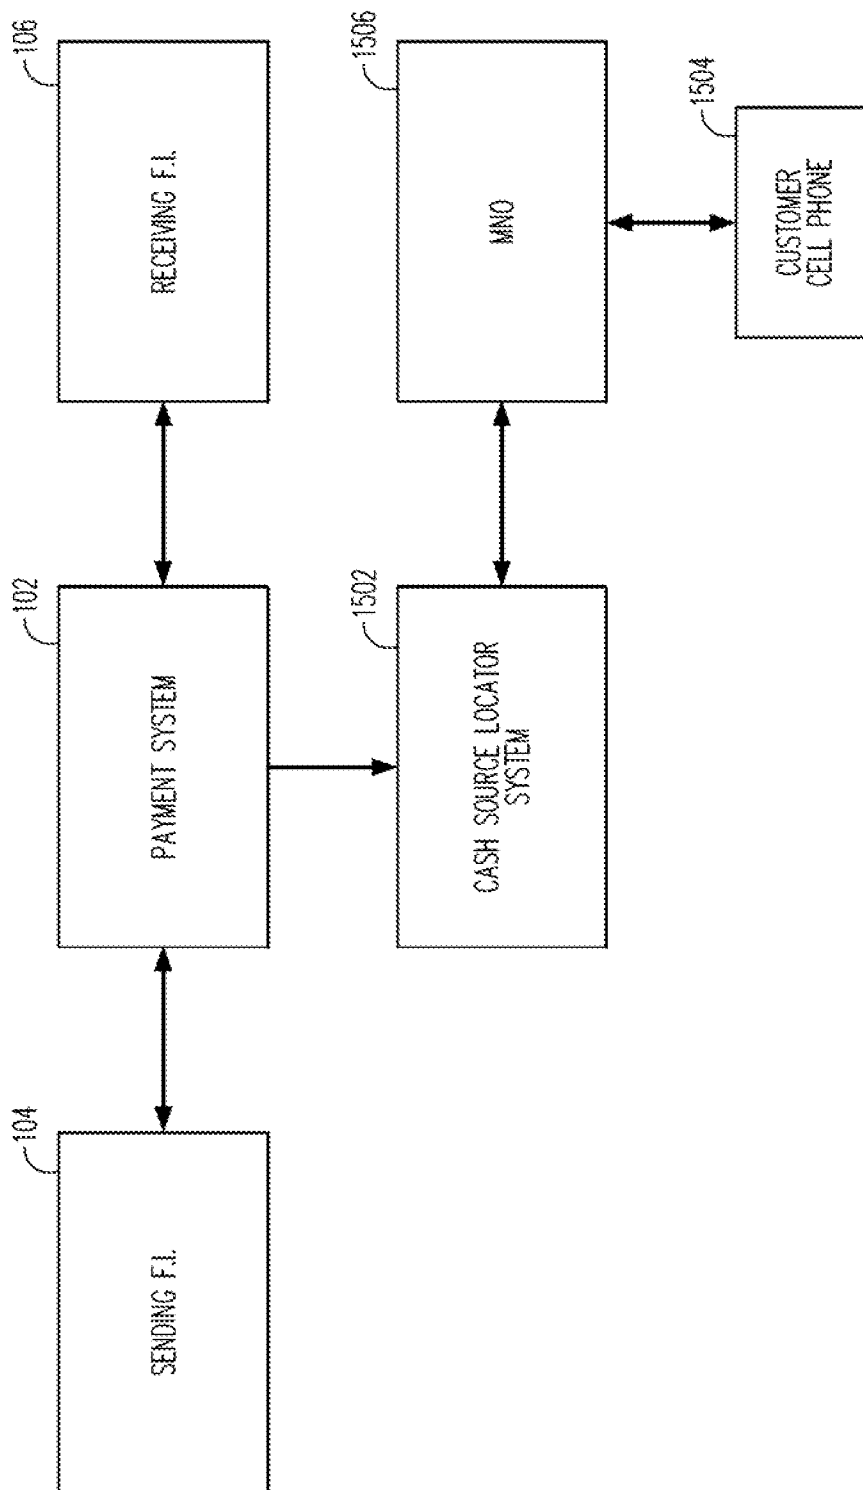 104
SENDING F.I.
102
PAYMENT SYSTEM
106
RECEIVING F.I.
1502
CASH SOURCE LOCATOR
SYSTEM
1506
MNO
1504
CUSTOMER
CELL PHONE